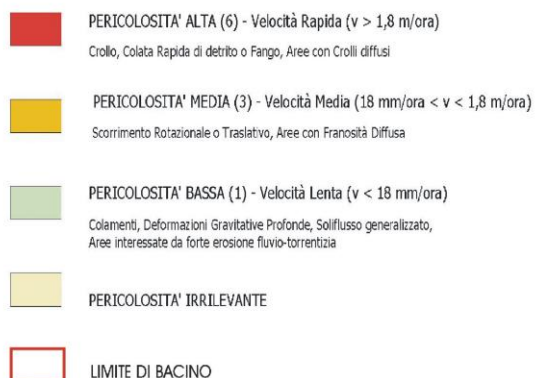 PERICOLOSITA' ALTA (6) - Velocità Rapida (v > 1,8 m/ora)
Crollo, Colata Rapida di detrito o Fango, Aree con Crolli diffusi
PERICOLOSITA' MEDIA (3) - Velocità Media (18 mm/ora < v < 1,8 m/ora)
Scorrimento Rotazionale o Traslativo, Aree con Franosità Diffusa
PERICOLOSITA' BASSA (1) - Velocità Lenta (v < 18 mm/ora)
Colamenti, Deformazioni Gravitative Profonde, Soliflusso generalizzato,
Aree interessate da forte erosione fluvio-torrentizia
PERICOLOSITA' IRRILEVANTE
LIMITE DI BACINO